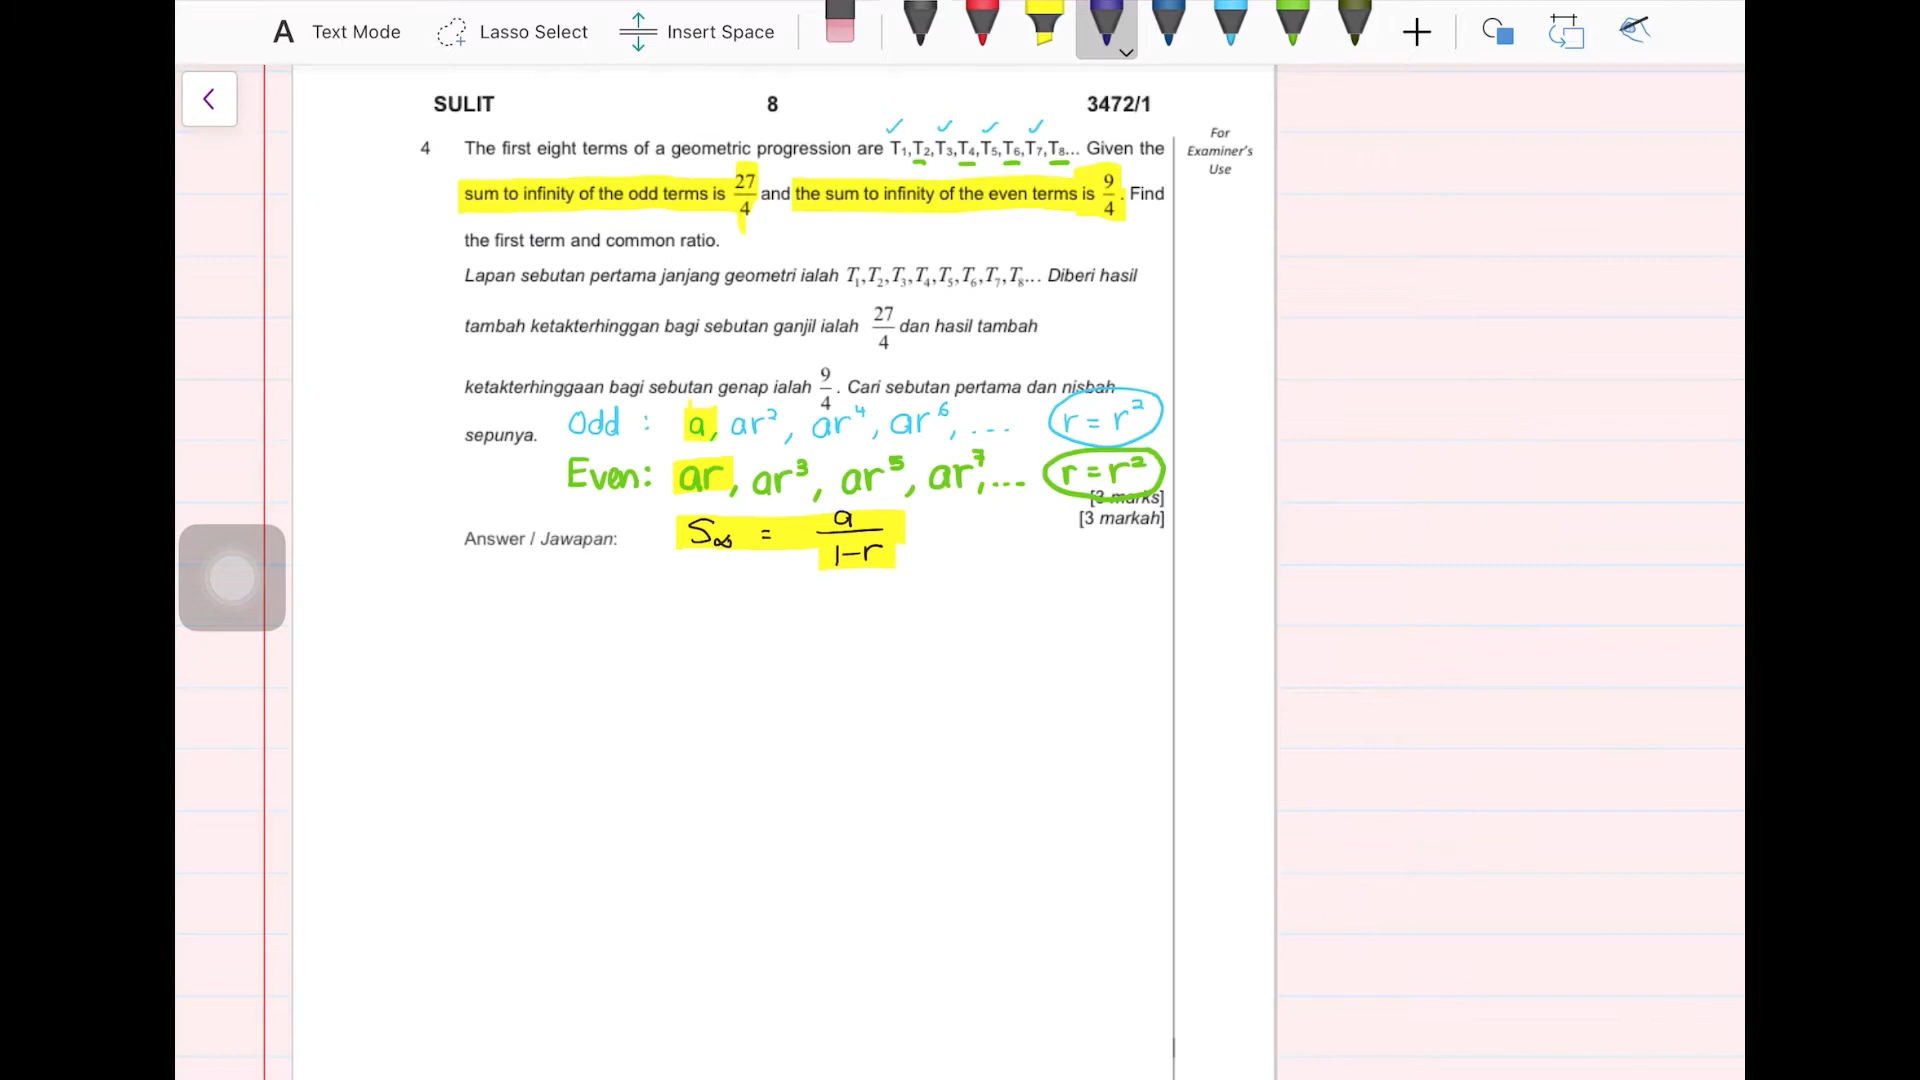 A Text Mode Lasso Select Insert Space
SULIT 8 3472/1
For
Examiner's
Use
4 The first eight terms of a geometric progression are T₁,T₂,T₃,T₄,T₅,T₆,T₇,T₈... Given the
sum to infinity of the odd terms is 27/4 and the sum to infinity of the even terms is 9/4. Find
the first term and common ratio.
Lapan sebutan pertama janjang geometri ialah T₁,T₂,T₃,T₄,T₅,T₆,T₇,T₈... Diberi hasil
tambah ketakterhinggan bagi sebutan ganjil ialah 27/4 dan hasil tambah
ketakterhinggaan bagi sebutan genap ialah 9/4. Cari sebutan pertama dan nisbah
sepunya.
Odd : a, ar², ar⁴, ar⁶, ... r = r²
Even: ar, ar³, ar⁵, ar⁷, ... r = r²
[3 marks]
[3 markah]
Answer / Jawapan:
S∞ = a/(1-r)